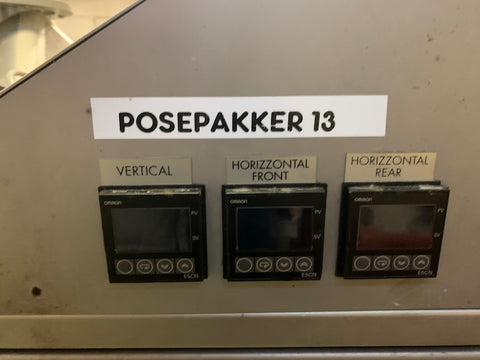 POSEPAKKER 13
VERTICAL
HORIZZONTAL
FRONT
HORIZZONTAL
REAR
OMRON
PV
SV
E5CN
OMRON
PV
SV
E5CN
OMRON
PV
SV
E5CN